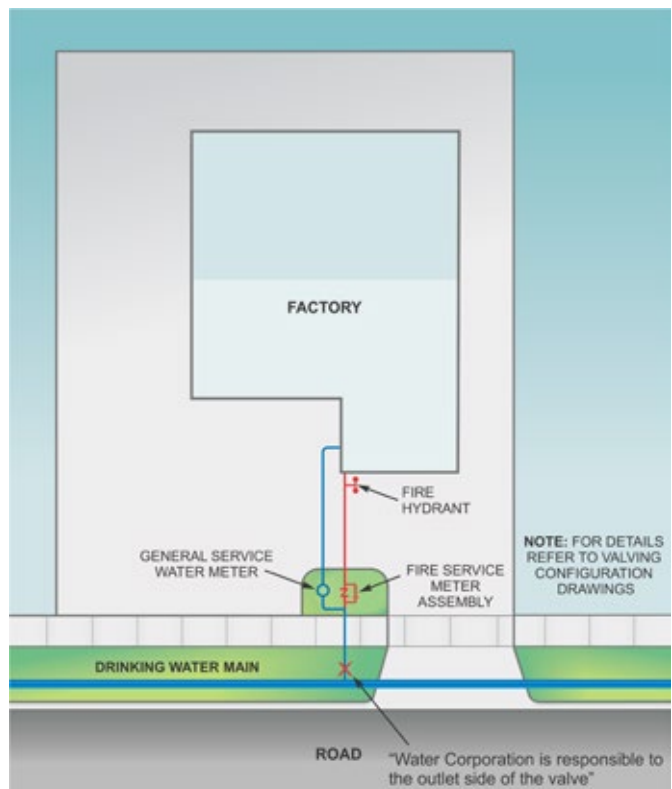 FACTORY
FIRE
HYDRANT
GENERAL SERVICE
WATER METER
FIRE SERVICE
METER
ASSEMBLY
NOTE: FOR DETAILS
REFER TO VALVING
CONFIGURATION
DRAWINGS
DRINKING WATER MAIN
ROAD
“Water Corporation is responsible to
the outlet side of the valve”